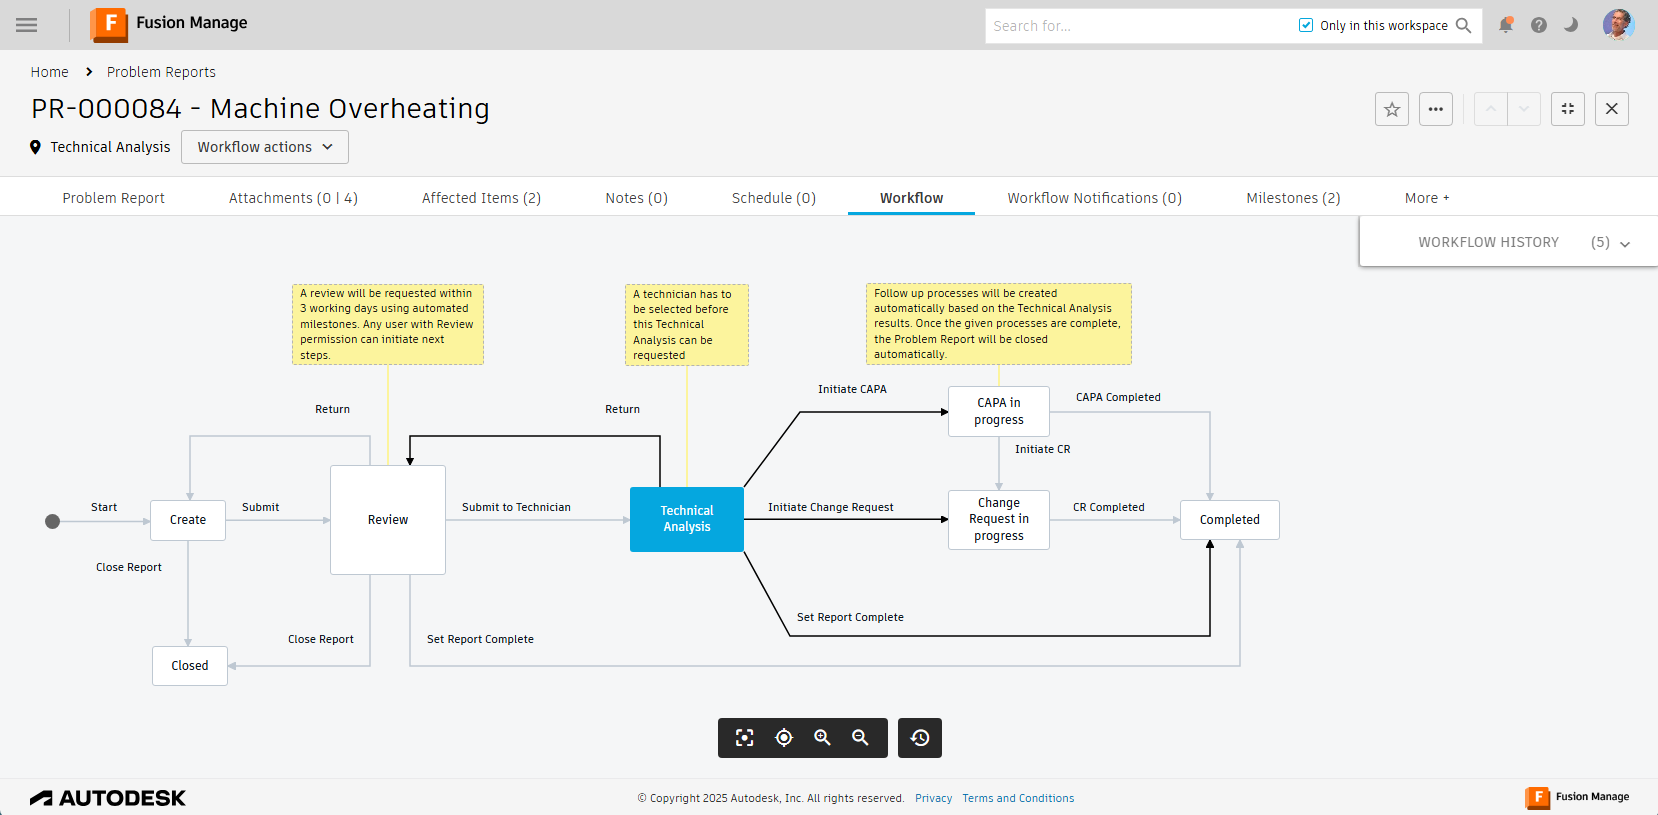 Fusion Manage
Search for...
Only in this workspace
Home
Problem Reports
PR-000084 - Machine Overheating
Technical Analysis
Workflow actions
Problem Report
Attachments (0 | 4)
Affected Items (2)
Notes (0)
Schedule (0)
Workflow
Workflow Notifications (0)
Milestones (2)
More +
WORKFLOW HISTORY (5)
A review will be requested within
3 working days using automated
milestones. Any user with Review
permission can initiate next
steps.
A technician has to
be selected before
this Technical
Analysis can be
requested
Follow up processes will be created
automatically based on the Technical Analysis
results. Once the given processes are complete,
the Problem Report will be closed
automatically.
Return
Return
Initiate CAPA
CAPA in
progress
CAPA Completed
Initiate CR
Start
Create
Submit
Review
Submit to Technician
Technical
Analysis
Initiate Change Request
Change
Request in
progress
CR Completed
Completed
Close Report
Closed
Close Report
Set Report Complete
Set Report Complete
AUTODESK
© Copyright 2025 Autodesk, Inc. All rights reserved.
Privacy
Terms and Conditions
Fusion Manage